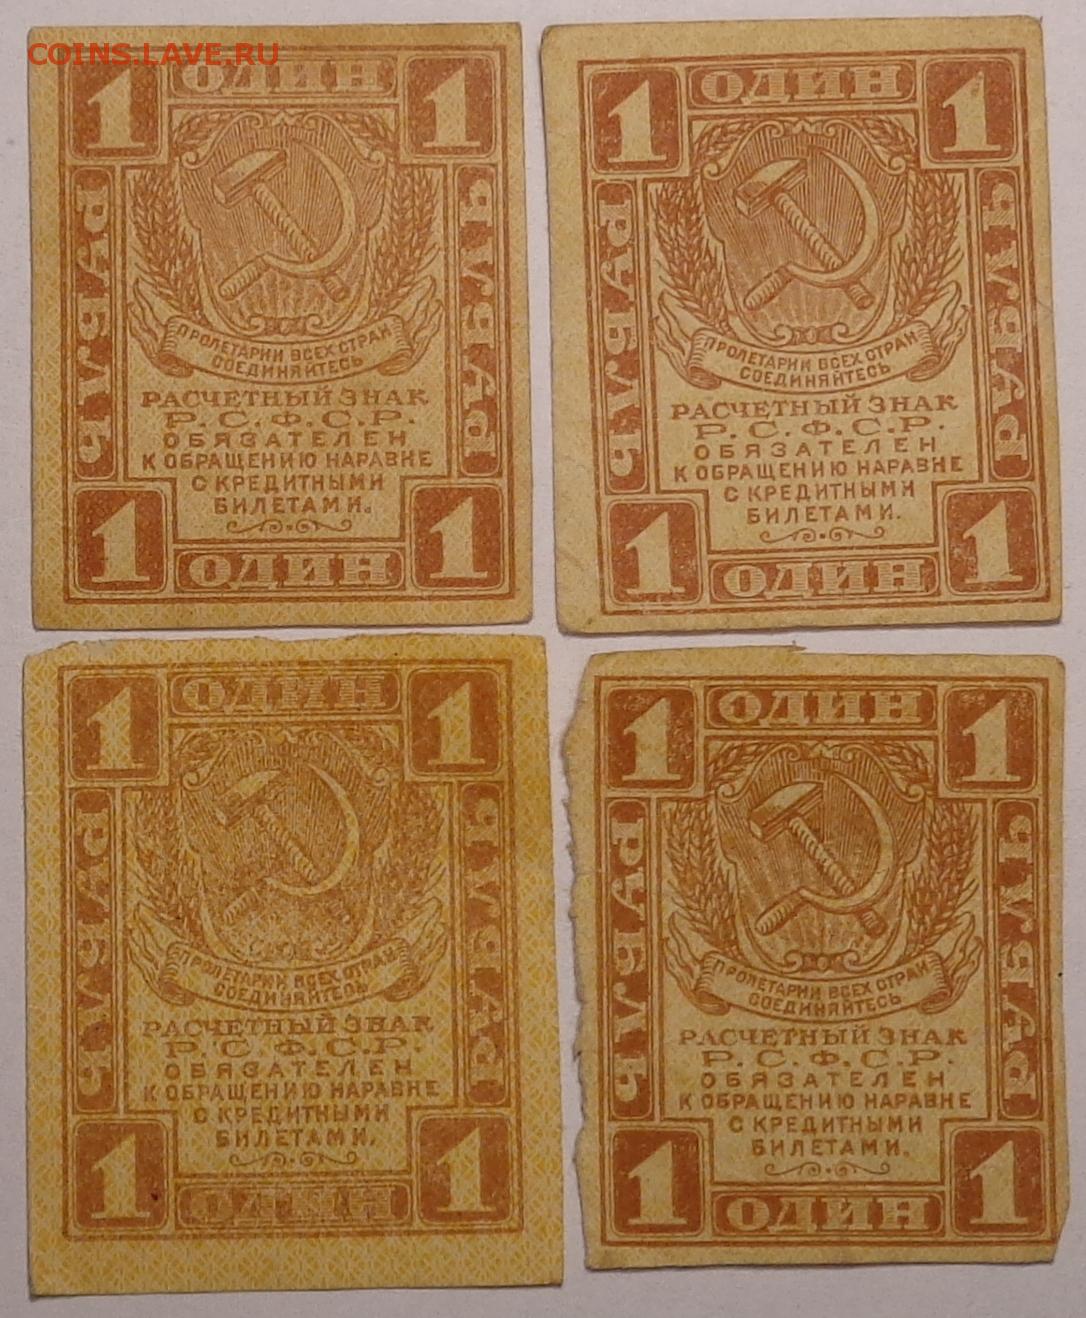 COINS.LAVE.RU
1 ОДИН 1
РУБЛЬ
РУБЛЬ
ПРОЛЕТАРИИ ВСЕХ СТРАН
СОЕДИНЯЙТЕСЬ
РАСЧЕТНЫЙ ЗНАК
Р.С.Ф.С.Р.
ОБЯЗАТЕЛЕН
К ОБРАЩЕНИЮ НАРАВНЕ
С КРЕДИТНЫМИ
БИЛЕТАМИ.
1 ОДИН 1
1 ОДИН 1
РУБЛЬ
РУБЛЬ
ПРОЛЕТАРИИ ВСЕХ СТРАН
СОЕДИНЯЙТЕСЬ
РАСЧЕТНЫЙ ЗНАК
Р.С.Ф.С.Р.
ОБЯЗАТЕЛЕН
К ОБРАЩЕНИЮ НАРАВНЕ
С КРЕДИТНЫМИ
БИЛЕТАМИ.
1 ОДИН 1
1 ОДИН 1
РУБЛЬ
РУБЛЬ
ПРОЛЕТАРИИ ВСЕХ СТРАН
СОЕДИНЯЙТЕСЬ
РАСЧЕТНЫЙ ЗНАК
Р.С.Ф.С.Р.
ОБЯЗАТЕЛЕН
К ОБРАЩЕНИЮ НАРАВНЕ
С КРЕДИТНЫМИ
БИЛЕТАМИ.
1 ОДИН 1
1 ОДИН 1
РУБЛЬ
РУБЛЬ
ПРОЛЕТАРИИ ВСЕХ СТРАН
СОЕДИНЯЙТЕСЬ
РАСЧЕТНЫЙ ЗНАК
Р.С.Ф.С.Р.
ОБЯЗАТЕЛЕН
К ОБРАЩЕНИЮ НАРАВНЕ
С КРЕДИТНЫМИ
БИЛЕТАМИ.
1 ОДИН 1